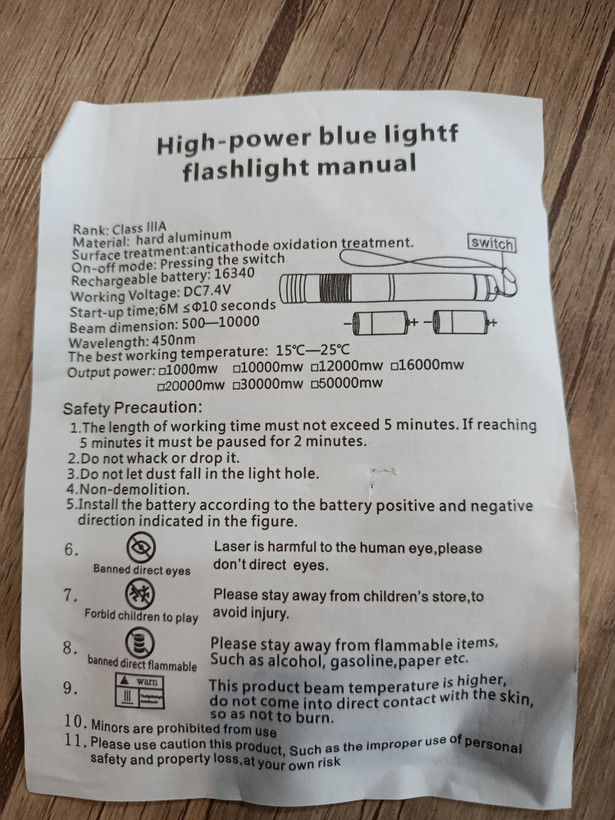 High-power blue lightf
flashlight manual
Rank: Class IIIA
Material: hard aluminum
Surface treatment:anticathode oxidation treatment.
On-off mode: Pressing the switch
Rechargeable battery: 16340
Working Voltage: DC7.4V
Start-up time;6M ≤Φ10 seconds
Beam dimension: 500—10000
Wavelength: 450nm
The best working temperature: 15℃—25℃
Output power: □1000mw □10000mw □12000mw □16000mw
□20000mw □30000mw □50000mw
switch
- + - +
Safety Precaution:
1.The length of working time must not exceed 5 minutes. If reaching
5 minutes it must be paused for 2 minutes.
2.Do not whack or drop it.
3.Do not let dust fall in the light hole.
4.Non-demolition.
5.Install the battery according to the battery positive and negative
direction indicated in the figure.
6.
Banned direct eyes
Laser is harmful to the human eye,please
don't direct eyes.
7.
Forbid children to play
Please stay away from children's store,to
avoid injury.
8.
banned direct flammable
Please stay away from flammable items,
Such as alcohol, gasoline,paper etc.
9.
warn
This product beam temperature is higher,
do not come into direct contact with the skin,
so as not to burn.
10. Minors are prohibited from use
11. Please use caution this product, Such as the improper use of personal
safety and property loss,at your own risk